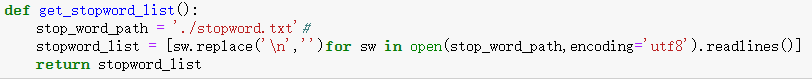 def get_stopword_list():
    stop_word_path = './stopword.txt'#
    stopword_list = [sw.replace('\n','')for sw in open(stop_word_path,encoding='utf8').readlines()]
    return stopword_list